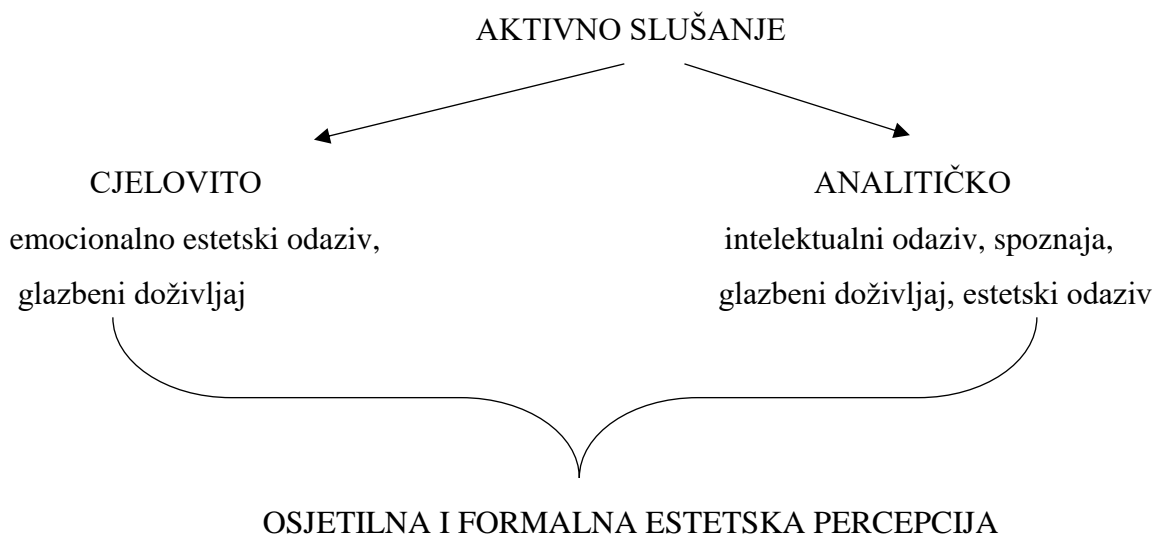 AKTIVNO SLUŠANJE
CJELOVITO
emocionalno estetski odaziv,
glazbeni doživljaj
ANALITIČKO
intelektualni odaziv, spoznaja,
glazbeni doživljaj, estetski odaziv
OSJETILNA I FORMALNA ESTETSKA PERCEPCIJA